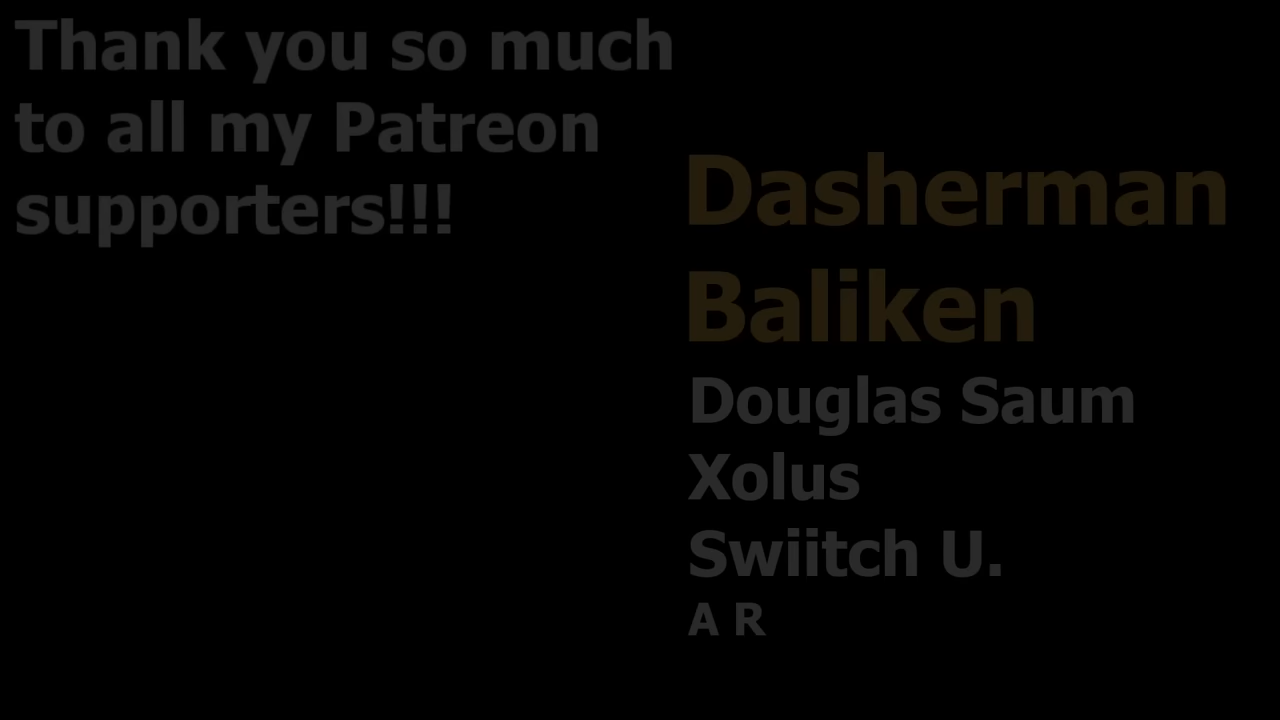 Thank you so much
to all my Patreon
supporters!!!
Dasherman
Baliken
Douglas Saum
Xolus
Swiitch U.
A R